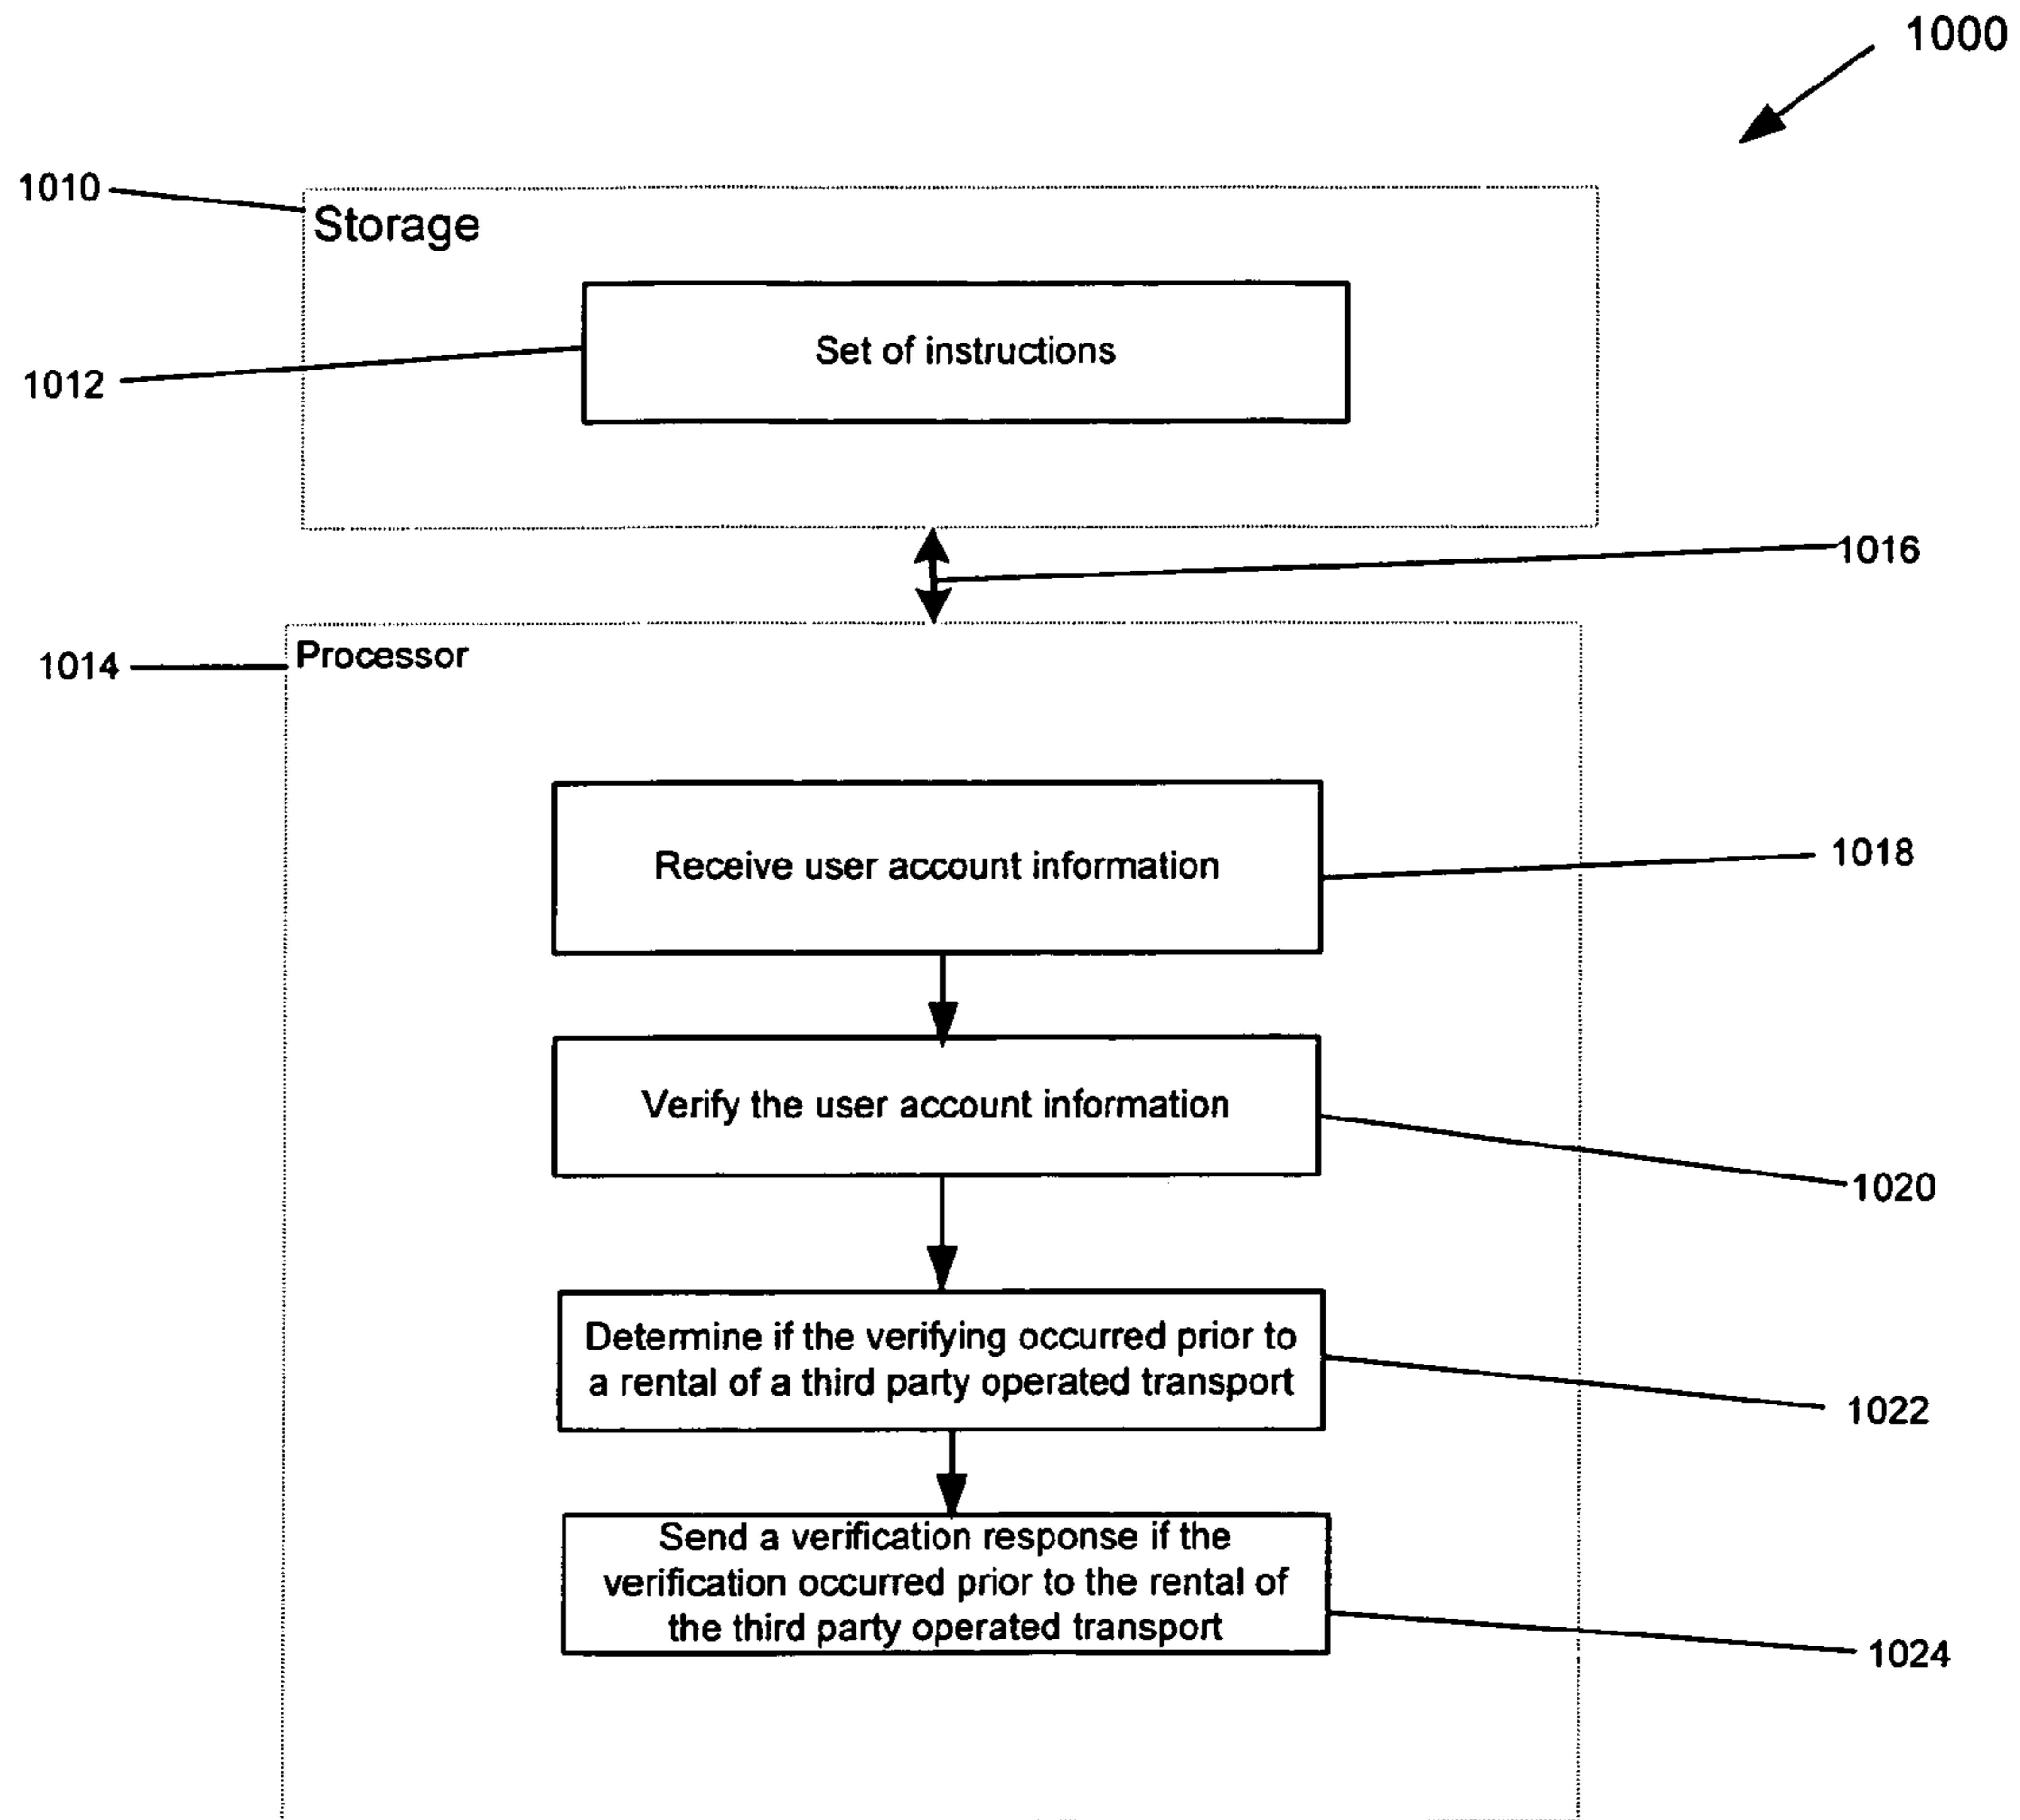 1000
1010
Storage
Set of instructions
1012
1016
Processor
1014
Receive user account information
1018
Verify the user account information
1020
Determine if the verifying occurred prior to
a rental of a third party operated transport
1022
Send a verification response if the
verification occurred prior to the rental of
the third party operated transport
1024